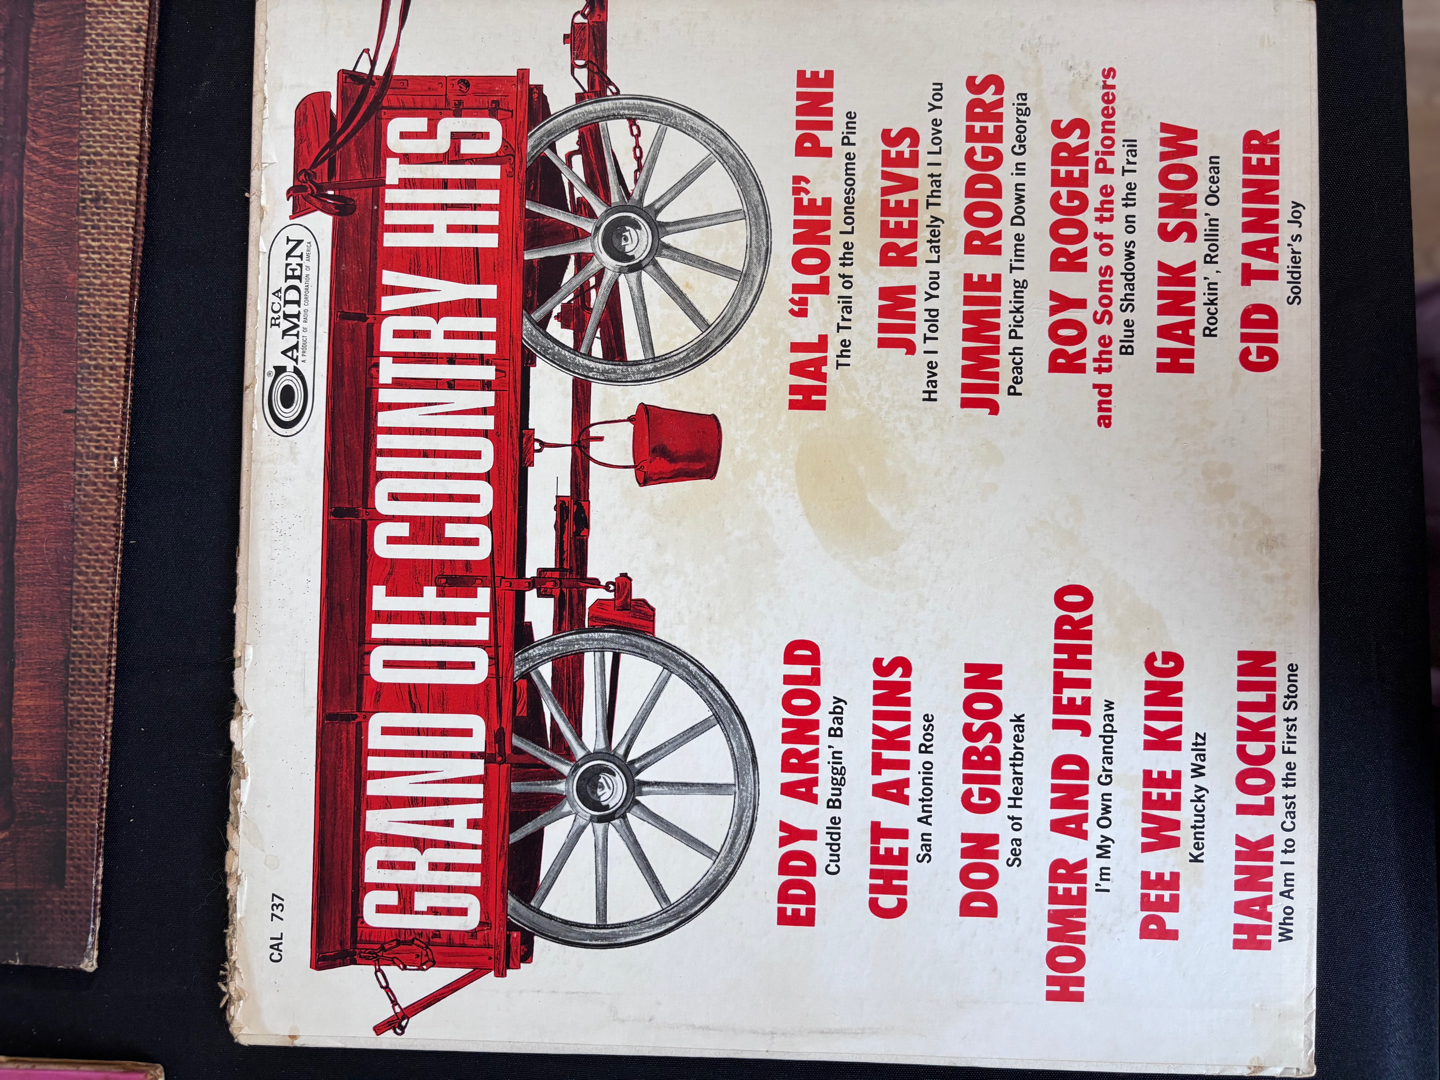 CAL 737
RCA
CAMDEN
®
A PRODUCT OF RADIO CORPORATION OF AMERICA
GRAND OLE COUNTRY HITS
EDDY ARNOLD
Cuddle Buggin' Baby
CHET ATKINS
San Antonio Rose
DON GIBSON
Sea of Heartbreak
HOMER AND JETHRO
I'm My Own Grandpaw
PEE WEE KING
Kentucky Waltz
HANK LOCKLIN
Who Am I to Cast the First Stone
HAL “LONE” PINE
The Trail of the Lonesome Pine
JIM REEVES
Have I Told You Lately That I Love You
JIMMIE RODGERS
Peach Picking Time Down in Georgia
ROY ROGERS
and the Sons of the Pioneers
Blue Shadows on the Trail
HANK SNOW
Rockin', Rollin' Ocean
GID TANNER
Soldier's Joy